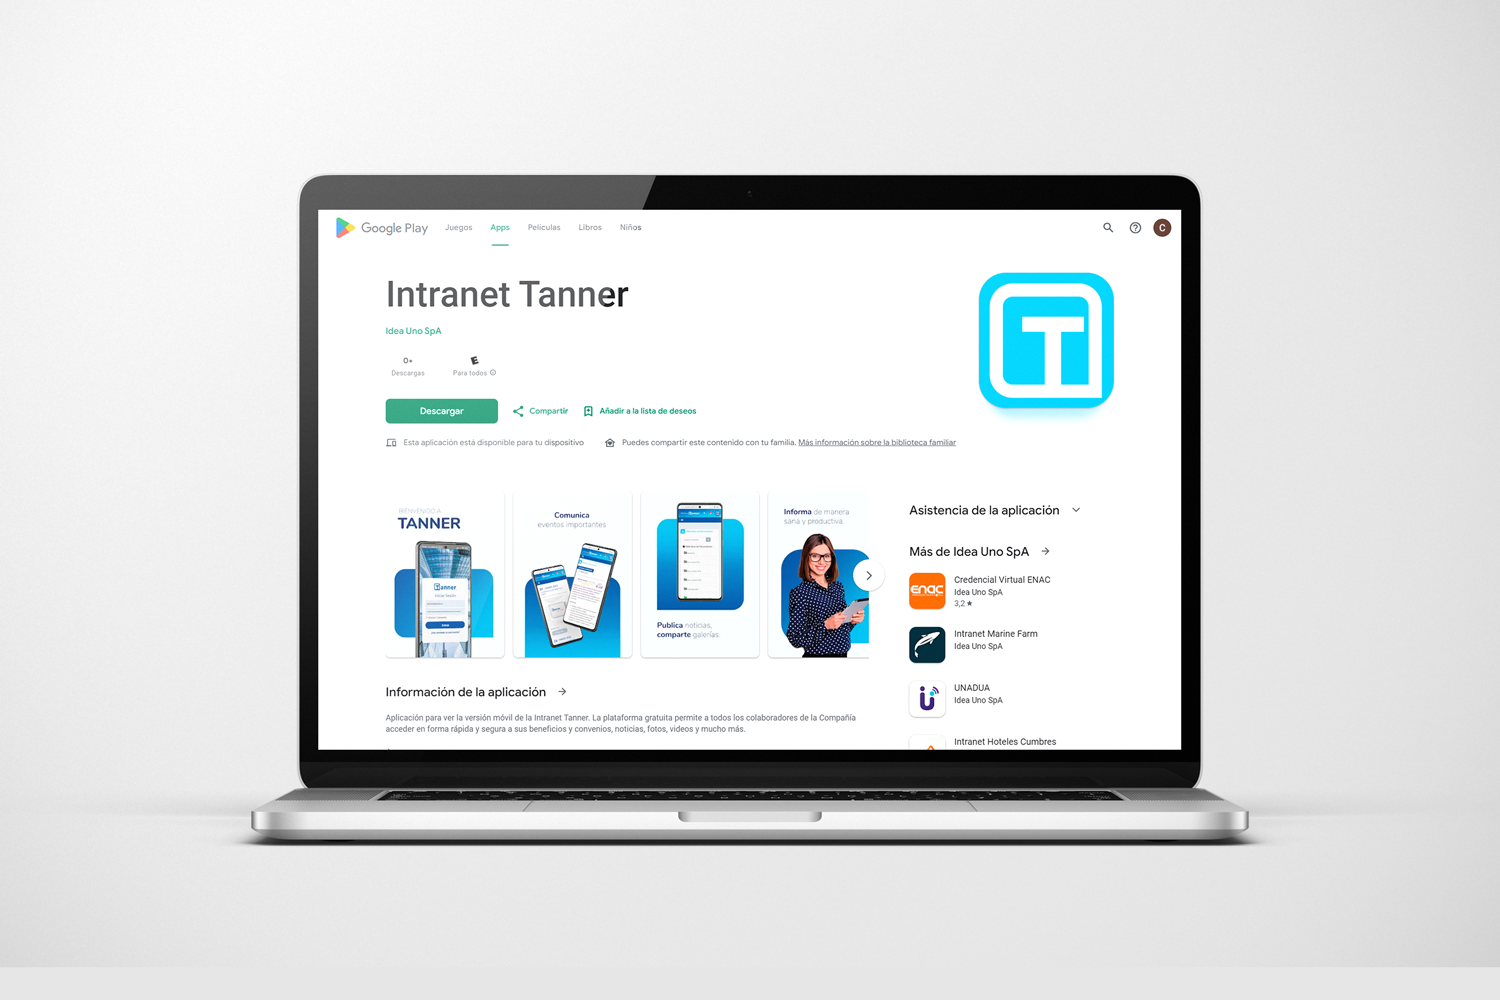 Google Play
Juegos
Apps
Películas
Libros
Niños
C
Intranet Tanner
Idea Uno SpA
0+
Descargas
E
Para todos
Descargar
Compartir
Añadir a la lista de deseos
Esta aplicación está disponible para tu dispositivo
Puedes compartir este contenido con tu familia. Más información sobre la biblioteca familiar
T
BIENVENIDO A
TANNER
Tanner
Iniciar Sesión
Comunica
eventos importantes
Publica noticias,
comparte galerías.
Informa de manera
sana y productiva.
Asistencia de la aplicación
Más de Idea Uno SpA
enac
Credencial Virtual ENAC
Idea Uno SpA
3,2 ★
Intranet Marine Farm
Idea Uno SpA
UNADUA
Idea Uno SpA
Intranet Hoteles Cumbres
Información de la aplicación
Aplicación para ver la versión móvil de la Intranet Tanner. La plataforma gratuita permite a todos los colaboradores de la Compañía
acceder en forma rápida y segura a sus beneficios y convenios, noticias, fotos, videos y mucho más.